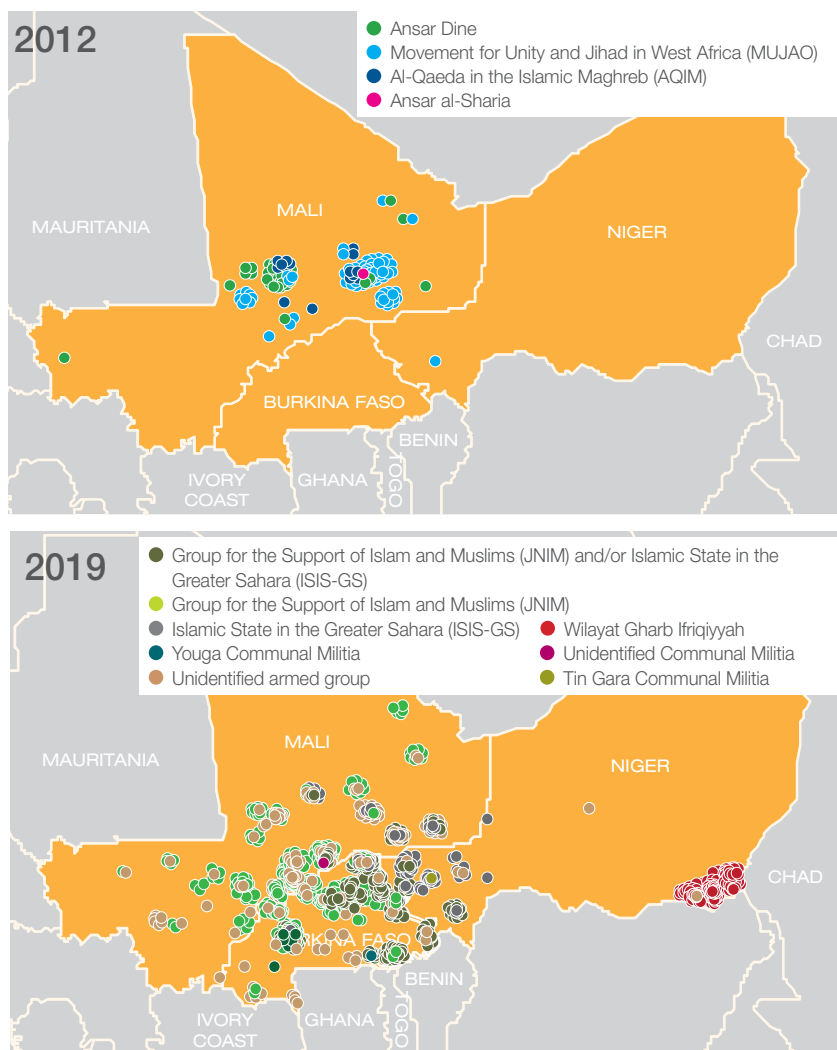 2012
Ansar Dine
Movement for Unity and Jihad in West Africa (MUJAO)
Al-Qaeda in the Islamic Maghreb (AQIM)
Ansar al-Sharia
MALI
MAURITANIA
NIGER
CHAD
BURKINA FASO
BENIN
IVORY
COAST
GHANA
TOGO
2019
Group for the Support of Islam and Muslims (JNIM) and/or Islamic State in the
Greater Sahara (ISIS-GS)
Group for the Support of Islam and Muslims (JNIM)
Islamic State in the Greater Sahara (ISIS-GS)
Wilayat Gharb Ifriqiyyah
Youga Communal Militia
Unidentified Communal Militia
Unidentified armed group
Tin Gara Communal Militia
MALI
MAURITANIA
NIGER
CHAD
RKINA FASO
BENIN
IVORY
COAST
GHANA
TOGO